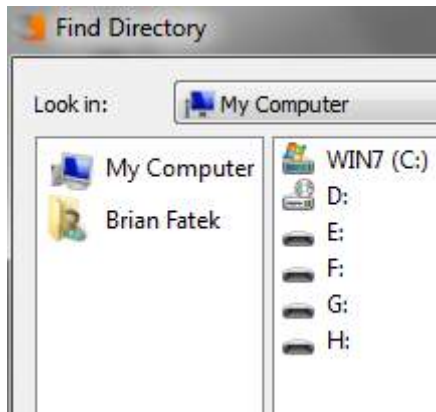 Find Directory
Look in:
My Computer
My Computer
Brian Fatek
WIN7 (C:)
D:
E:
F:
G:
H: